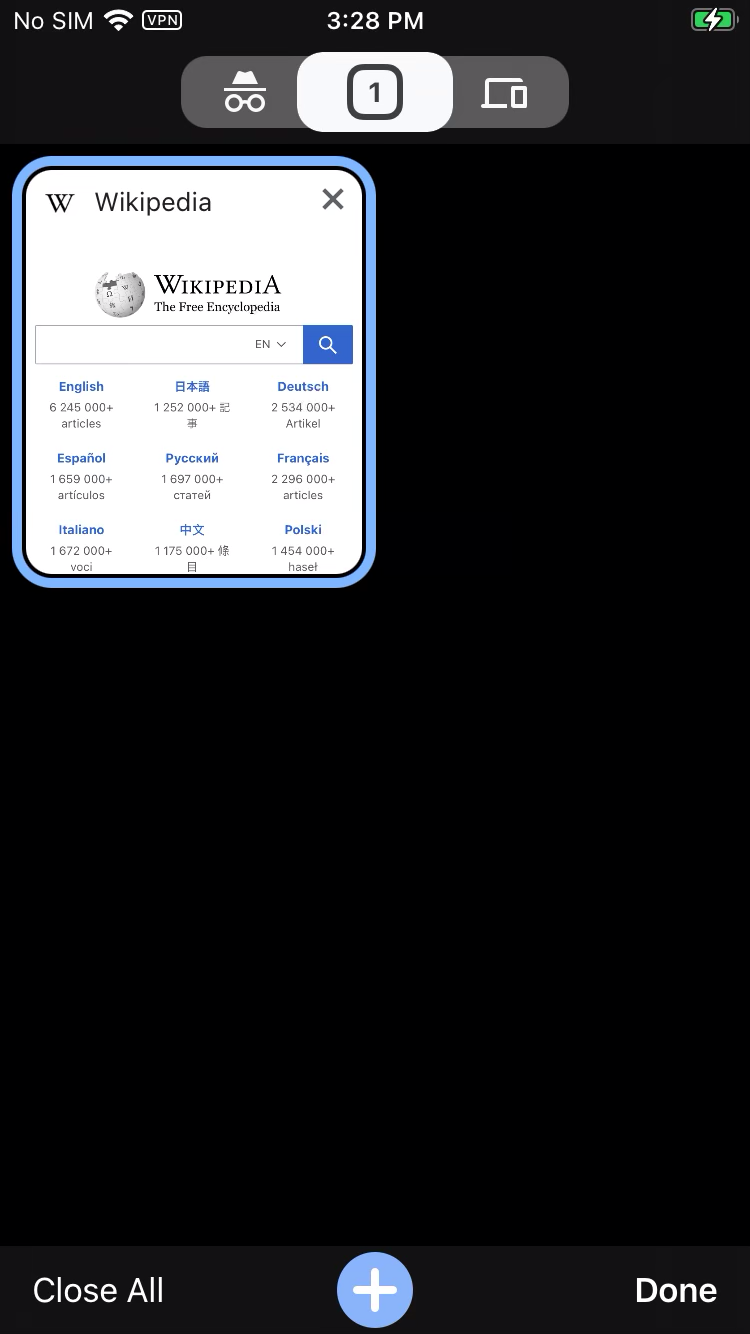 No SIM VPN 3:28 PM
1
W Wikipedia
WIKIPEDIA
The Free Encyclopedia
EN
English 日本語 Deutsch
6 245 000+ 1 252 000+ 記 2 534 000+
articles 事 Artikel
Español Русский Français
1 659 000+ 1 697 000+ 2 296 000+
artículos статей articles
Italiano 中文 Polski
1 672 000+ 1 175 000+ 條 1 454 000+
voci 目 haseł
Close All Done